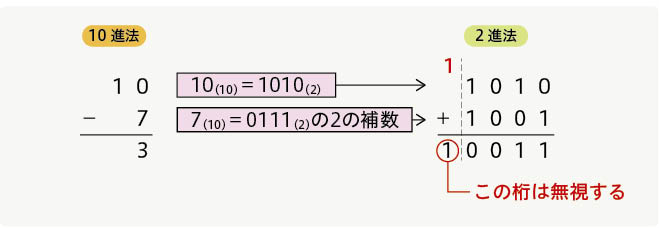 10進法
2進法
1 0
− 7
3
10(10)＝1010(2)
7(10)＝0111(2)の2の補数
1
1 0 1 0
+ 1 0 0 1
1 0 0 1 1
この桁は無視する